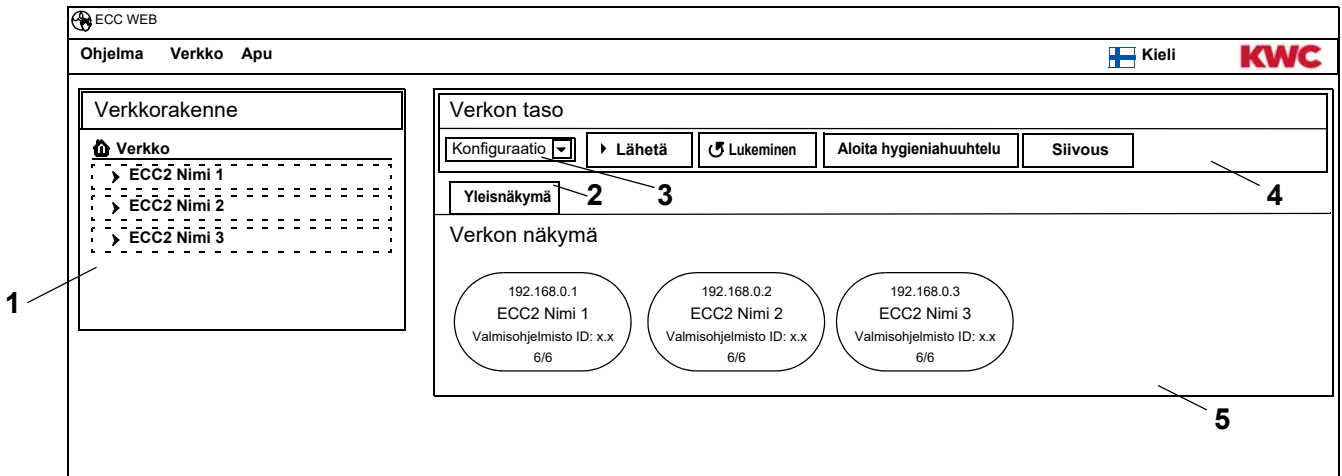 ECC WEB
Ohjelma Verkko Apu Kieli KWC
Verkkorakenne
Verkko
ECC2 Nimi 1
ECC2 Nimi 2
ECC2 Nimi 3
1
Verkon taso
Konfiguraatio Lähetä Lukeminen Aloita hygieniahuuhtelu Siivous
2 3 4
Yleisnäkymä
Verkon näkymä
192.168.0.1
ECC2 Nimi 1
Valmisohjelmisto ID: x.x
6/6
192.168.0.2
ECC2 Nimi 2
Valmisohjelmisto ID: x.x
6/6
192.168.0.3
ECC2 Nimi 3
Valmisohjelmisto ID: x.x
6/6
5